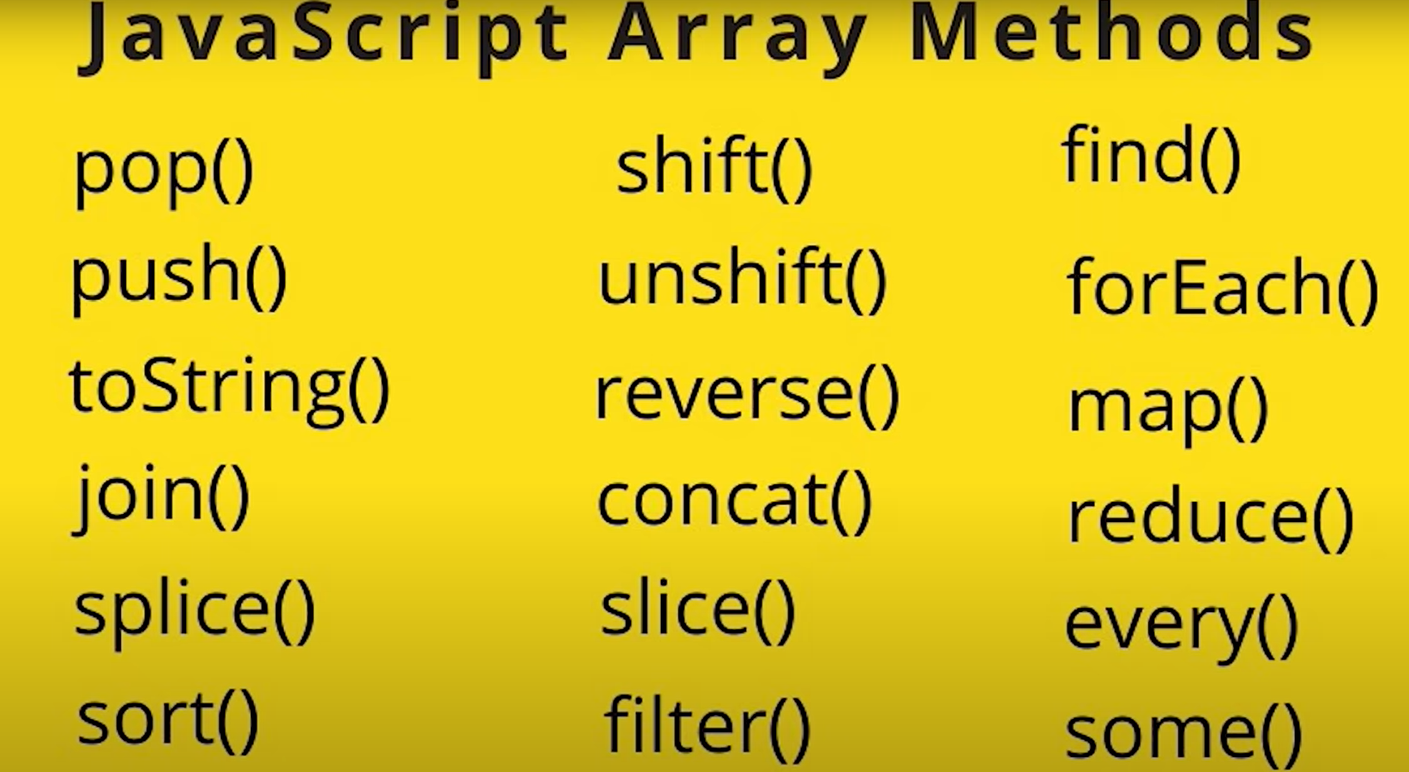 JavaScript Array Methods
pop()
push()
toString()
join()
splice()
sort()
shift()
unshift()
reverse()
concat()
slice()
filter()
find()
forEach()
map()
reduce()
every()
some()